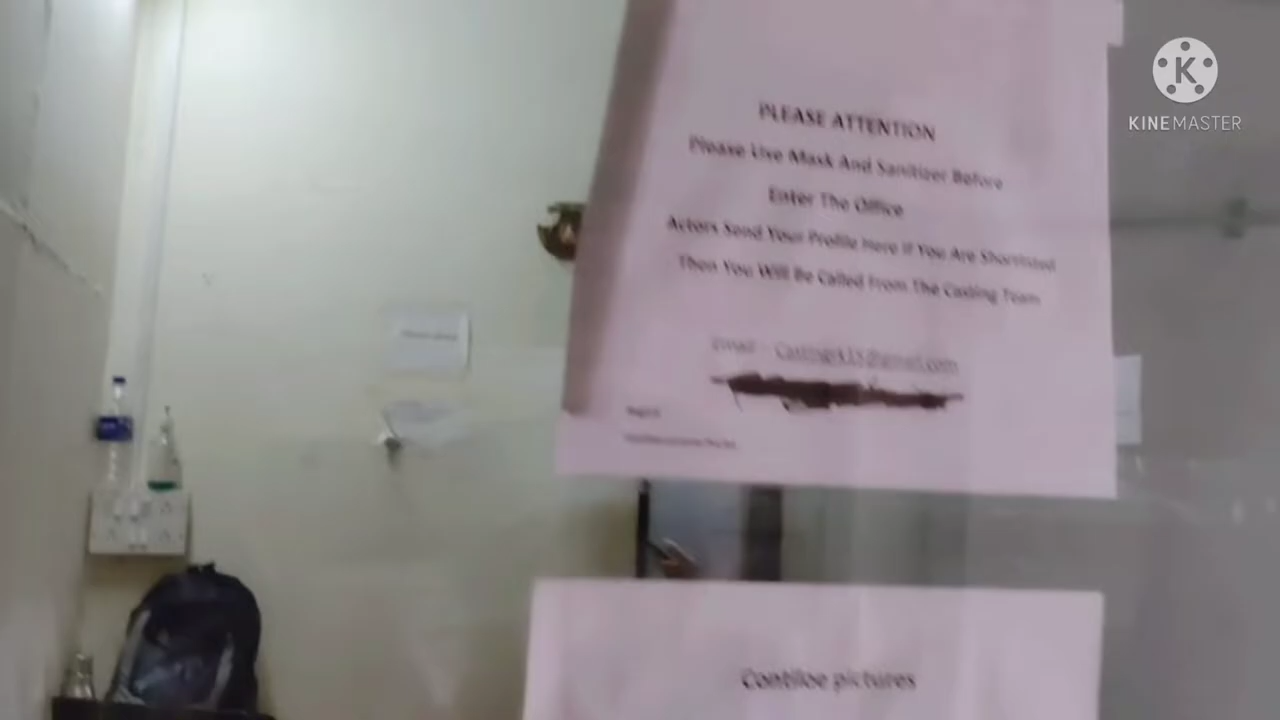 KINEMASTER
PLEASE ATTENTION
Please Use Mask And Sanitizer Before
Enter The Office
Actors Send Your Profile Here If You Are Shortlisted
Then You Will Be Called From The Casting Team
Email
Contiloe pictures